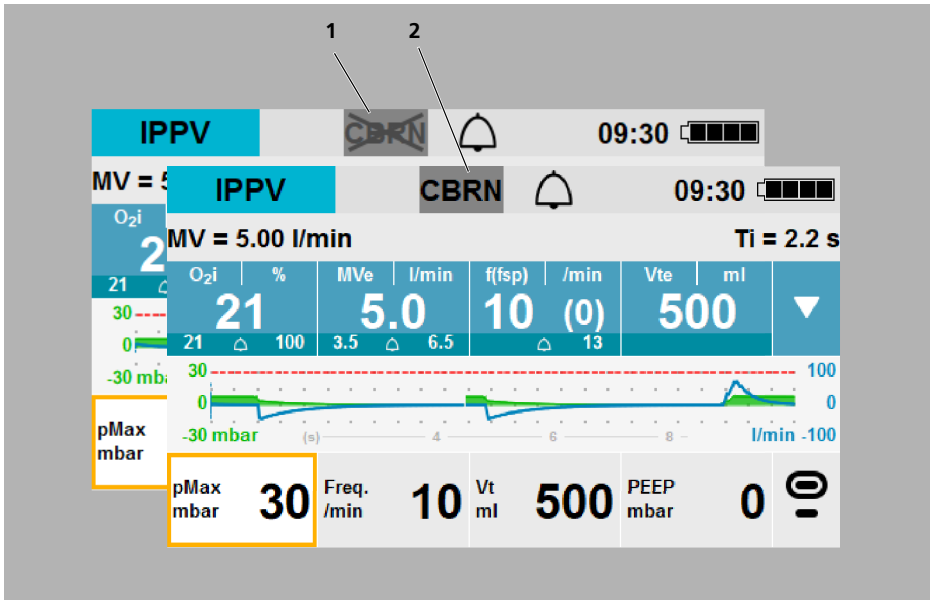 1 2
IPPV CBRN 09:30
MV = 5
O₂i
2
21
30
0
-30 mba
pMax
mbar
IPPV CBRN 09:30
MV = 5.00 l/min Ti = 2.2 s
O₂i % MVe l/min f(fsp) /min Vte ml
21 5.0 10 (0) 500
21 100 3.5 6.5 13
30 100
0 0
-30 mbar (s) 4 6 8 l/min -100
pMax Freq. Vt PEEP
mbar 30 /min 10 ml 500 mbar 0